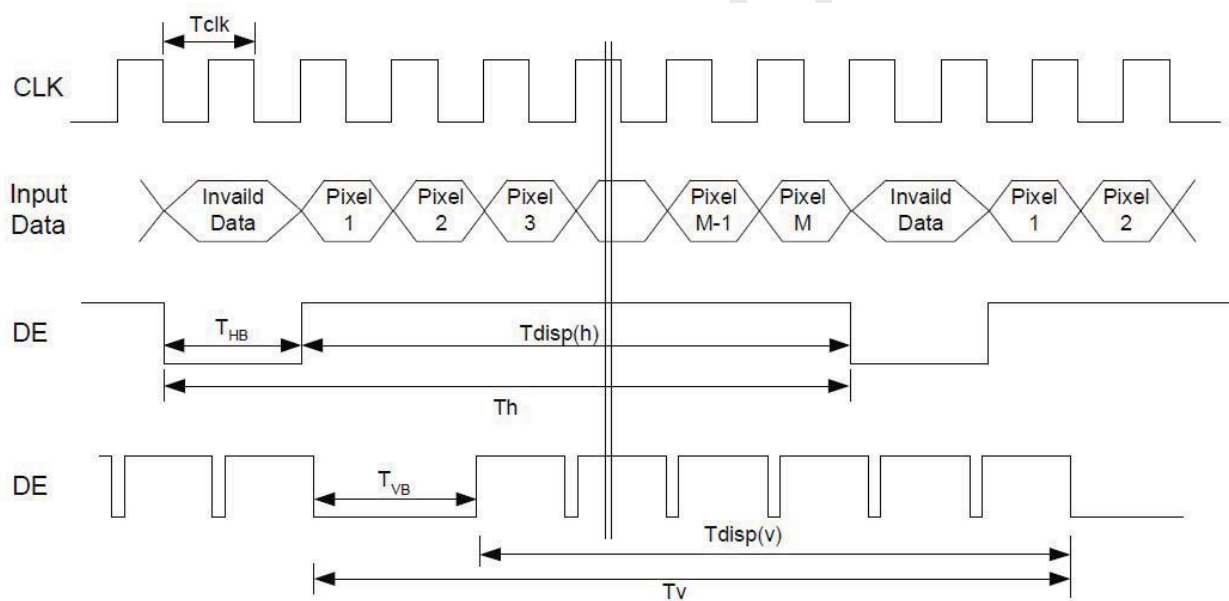 Tclk
CLK
Input
Data
Invaild
Data
Pixel
1
Pixel
2
Pixel
3
Pixel
M-1
Pixel
M
Invaild
Data
Pixel
1
Pixel
2
DE
THB
Tdisp(h)
Th
DE
TVB
Tdisp(v)
Tv